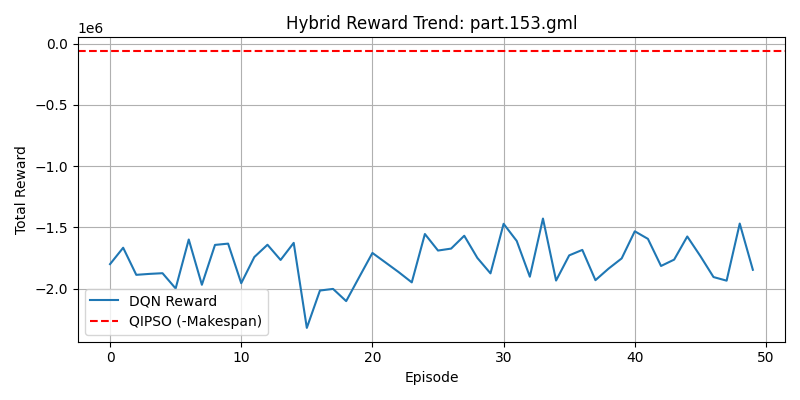 Hybrid Reward Trend: part.153.gml
1e6
0.0
−0.5
−1.0
−1.5
−2.0
Total Reward
DQN Reward
QIPSO (-Makespan)
0
10
20
30
40
50
Episode